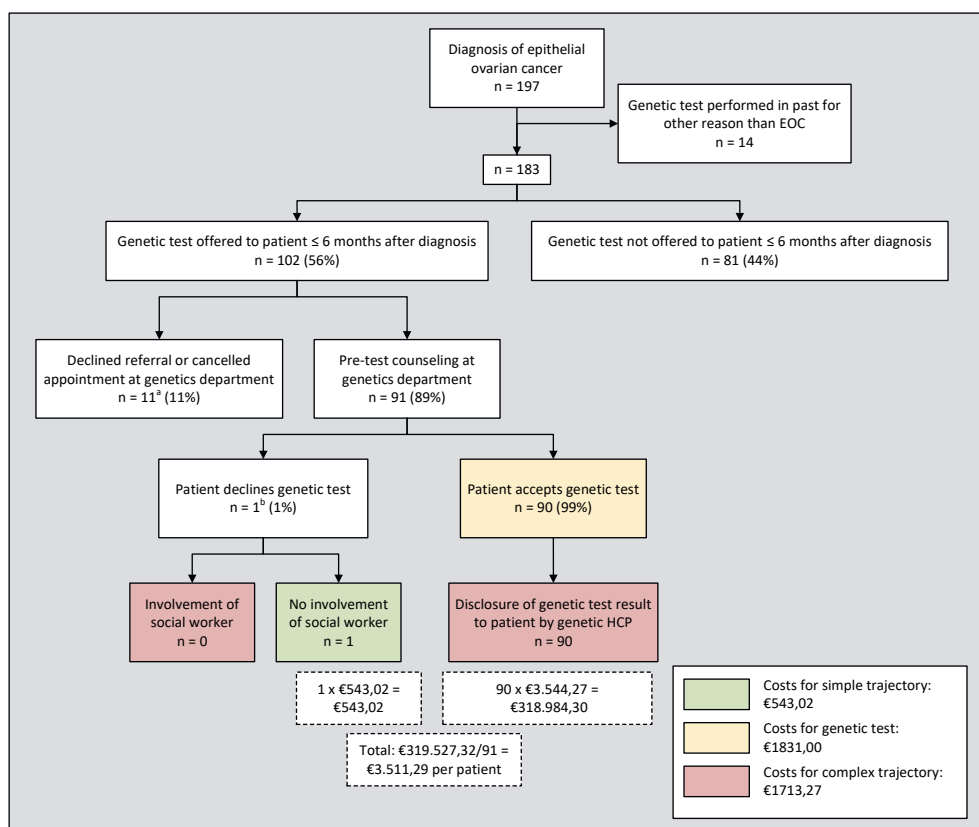 Diagnosis of epithelial
ovarian cancer
n = 197
Genetic test performed in past for
other reason than EOC
n = 14
n = 183
Genetic test offered to patient ≤ 6 months after diagnosis
n = 102 (56%)
Genetic test not offered to patient ≤ 6 months after diagnosis
n = 81 (44%)
Declined referral or cancelled
appointment at genetics department
n = 11ᵃ (11%)
Pre-test counseling at
genetics department
n = 91 (89%)
Patient declines genetic test
n = 1ᵇ (1%)
Patient accepts genetic test
n = 90 (99%)
Involvement of
social worker
n = 0
No involvement
of social worker
n = 1
Disclosure of genetic test result
to patient by genetic HCP
n = 90
1 x €543,02 =
€543,02
90 x €3.544,27 =
€318.984,30
Total: €319.527,32/91 =
€3.511,29 per patient
Costs for simple trajectory:
€543,02
Costs for genetic test:
€1831,00
Costs for complex trajectory:
€1713,27